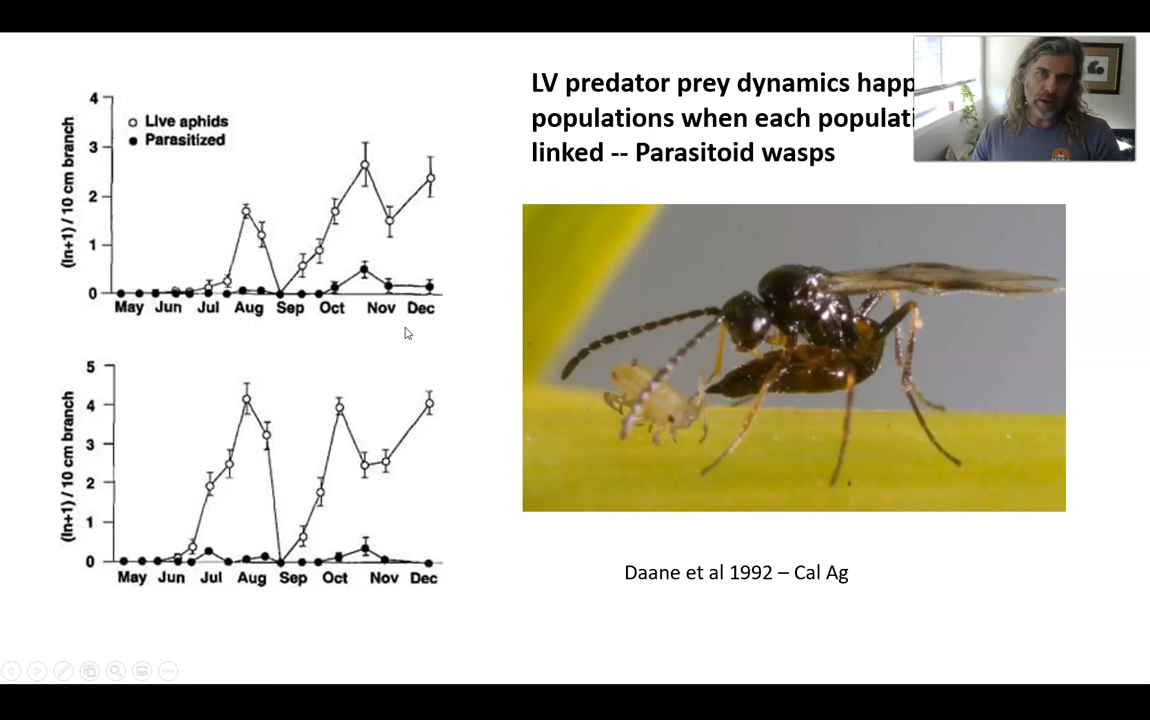 LV predator prey dynamics happ
populations when each populati
linked -- Parasitoid wasps
4
3
2
1
0
(ln+1) / 10 cm branch
Live aphids
Parasitized
May Jun Jul Aug Sep Oct Nov Dec
5
4
3
2
1
0
(ln+1) / 10 cm branch
May Jun Jul Aug Sep Oct Nov Dec
Daane et al 1992 – Cal Ag